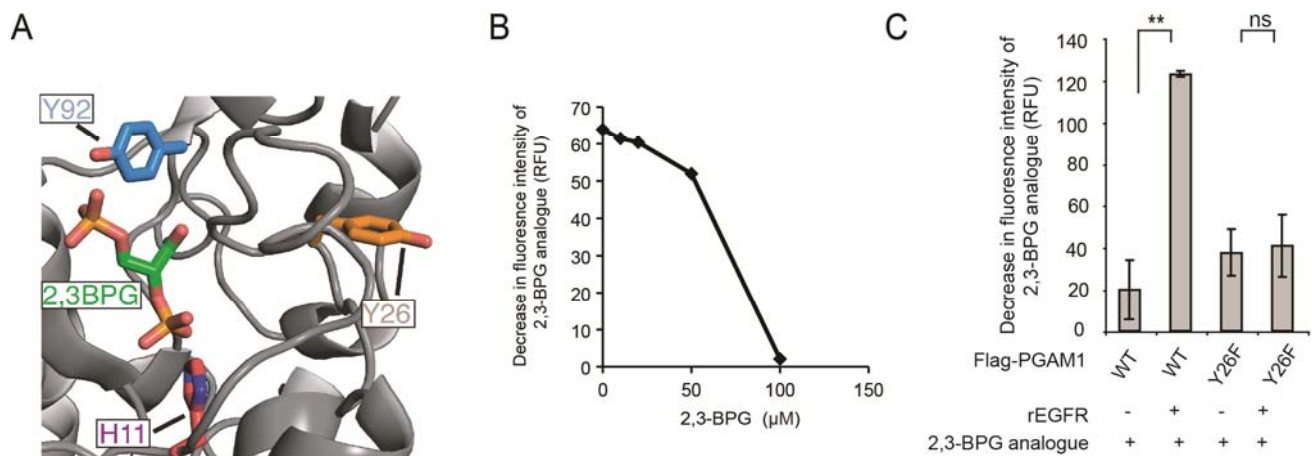 A
Y92
2,3BPG
Y26
H11
B
Decrease in fluoresnce intensity of
2,3-BPG analogue (RFU)
70
60
50
40
30
20
10
0
0
50
100
150
2,3-BPG (µM)
C
**
ns
Decrease in fluoresnce intensity of
2,3-BPG analogue (RFU)
140
120
100
80
60
40
20
0
Flag-PGAM1
WT
WT
Y26F
Y26F
rEGFR
- + - +
2,3-BPG analogue
+ + + +